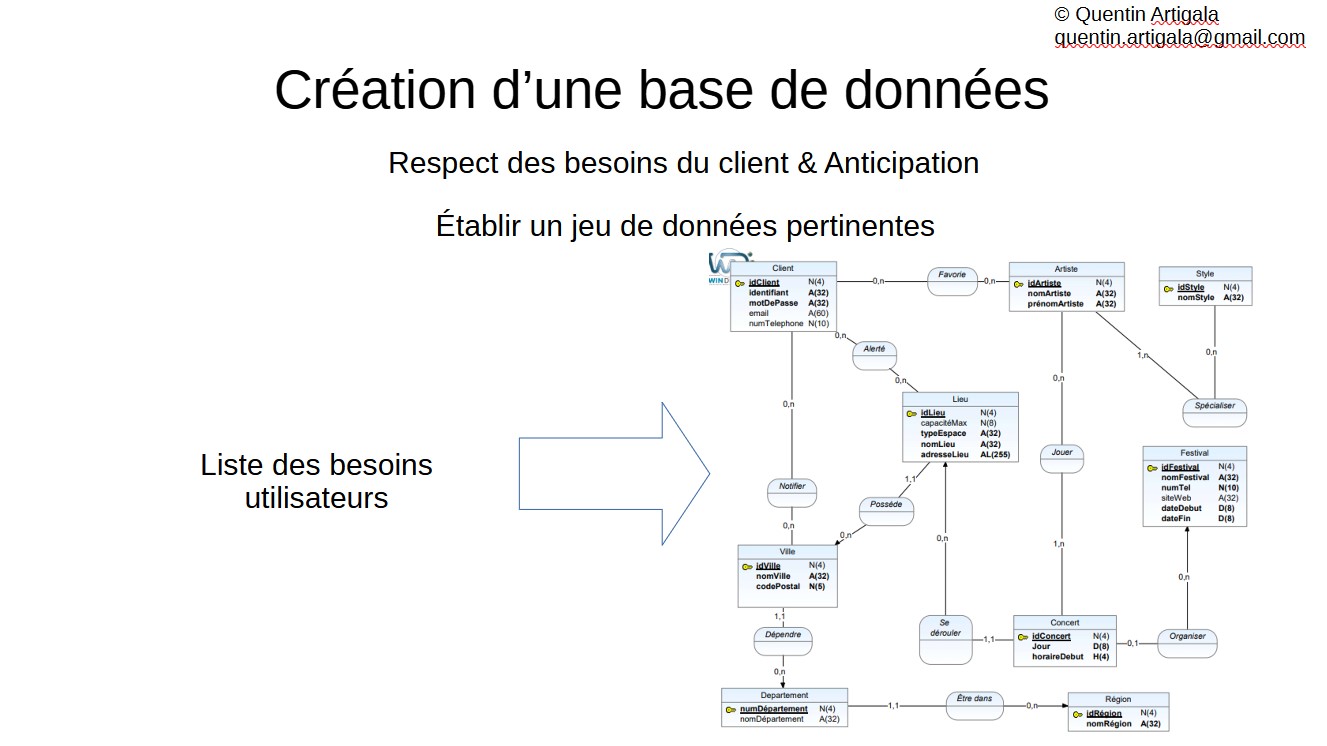 © Quentin Artigala
quentin.artigala@gmail.com
Création d’une base de données
Respect des besoins du client & Anticipation
Établir un jeu de données pertinentes
Liste des besoins
utilisateurs
Client
idClient N(4)
identifiant A(32)
motDePasse A(32)
email A(60)
numTelephone N(10)
0,n
Favorie
0,n
Artiste
idArtiste N(4)
nomArtiste A(32)
prénomArtiste A(32)
Style
idStyle N(4)
nomStyle A(32)
0,n
Alerté
0,n
1,n
0,n
Spécialiser
0,n
Lieu
idLieu N(4)
capacitéMax N(8)
typeEspace A(32)
nomLieu A(32)
adresseLieu AL(255)
0,n
Jouer
1,n
Festival
idFestival N(4)
nomFestival A(32)
numTel N(10)
siteWeb A(32)
dateDebut D(8)
dateFin D(8)
Notifier
0,n
1,1
Posséde
0,n
Ville
idVille N(4)
nomVille A(32)
codePostal N(5)
0,n
0,n
1,1
Dépendre
0,n
Se
dérouler
1,1
Concert
idConcert N(4)
Jour D(8)
horaireDebut H(4)
0,1
Organiser
Departement
numDépartement N(4)
nomDépartement A(32)
1,1
Être dans
0,n
Région
idRégion N(4)
nomRégion A(32)